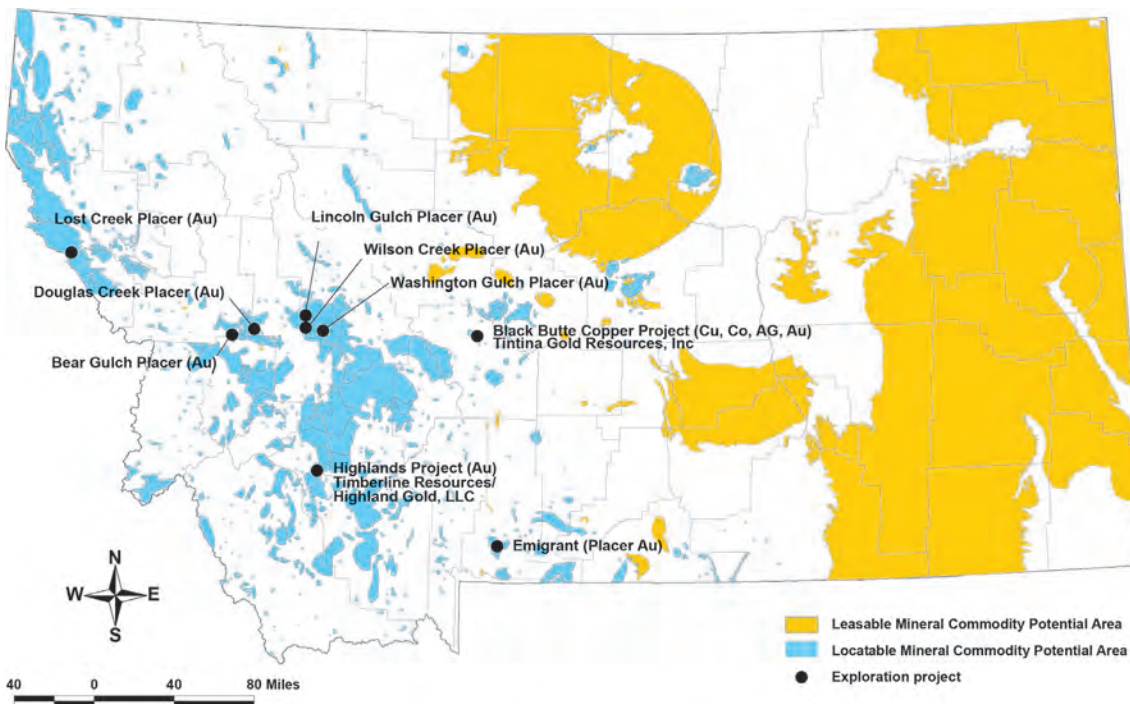 Lost Creek Placer (Au)
Lincoln Gulch Placer (Au)
Wilson Creek Placer (Au)
Washington Gulch Placer (Au)
Douglas Creek Placer (Au)
Bear Gulch Placer (Au)
Black Butte Copper Project (Cu, Co, AG, Au)
Tintina Gold Resources, Inc
Highlands Project (Au)
Timberline Resources/
Highland Gold, LLC
Emigrant (Placer Au)
N
W E
S
Leasable Mineral Commodity Potential Area
Locatable Mineral Commodity Potential Area
Exploration project
40 0 40 80 Miles